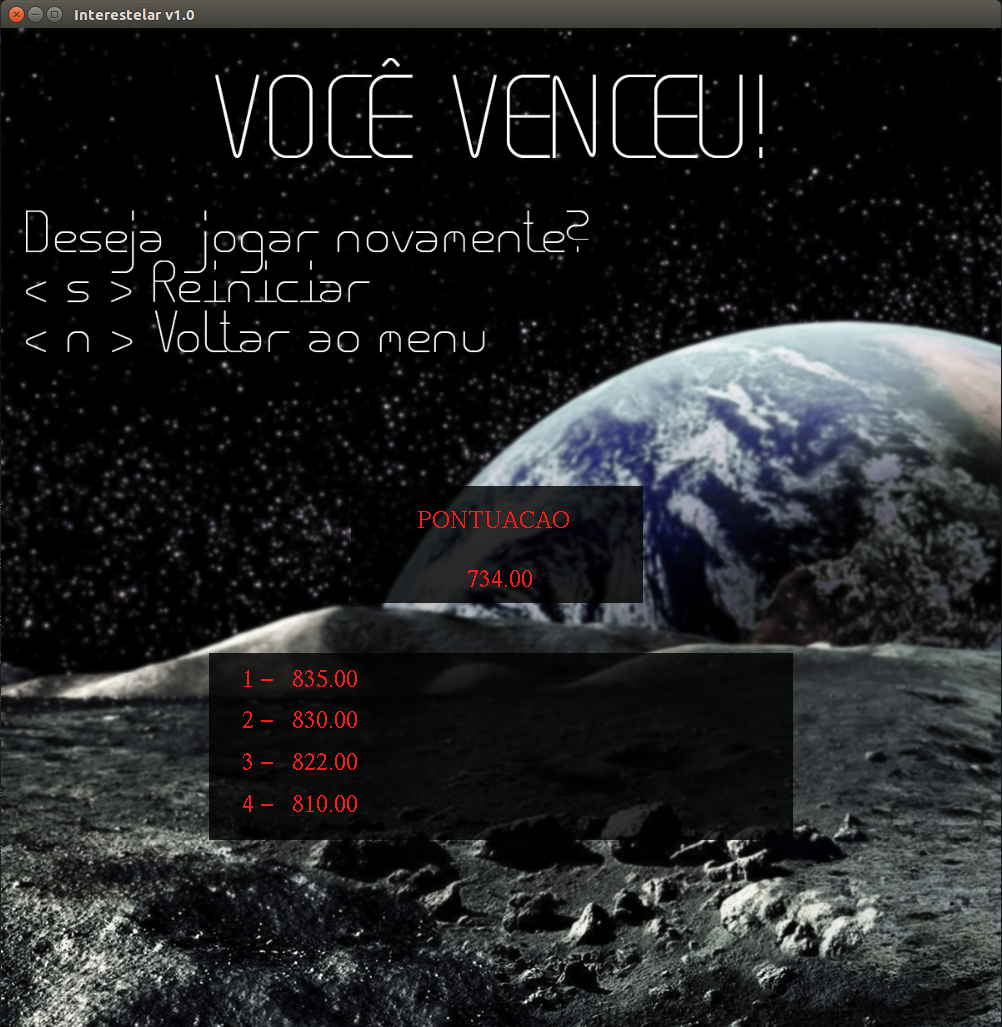 Interestelar v1.0
VOCÊ VENCEU!
Deseja jogar novamente?
< s > Reiniciar
< n > Voltar ao menu
PONTUACAO
734.00
1 – 835.00
2 – 830.00
3 – 822.00
4 – 810.00